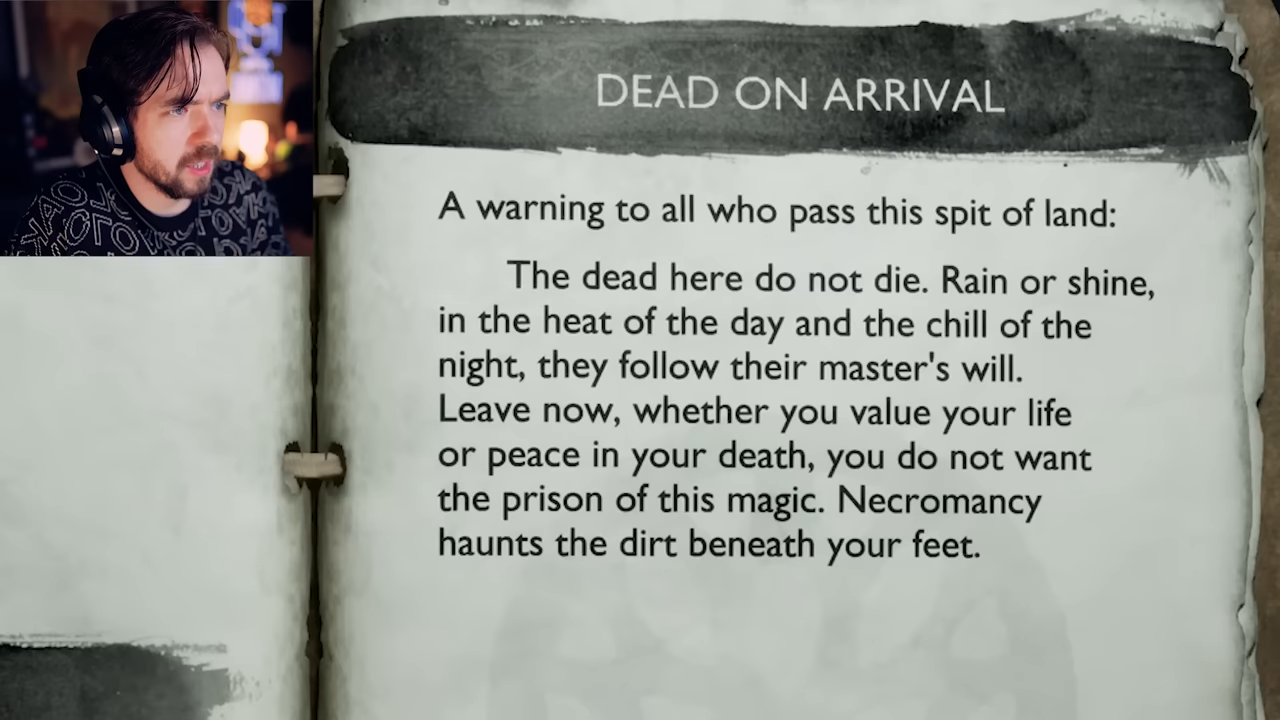 DEAD ON ARRIVAL
A warning to all who pass this spit of land:
The dead here do not die. Rain or shine,
in the heat of the day and the chill of the
night, they follow their master's will.
Leave now, whether you value your life
or peace in your death, you do not want
the prison of this magic. Necromancy
haunts the dirt beneath your feet.